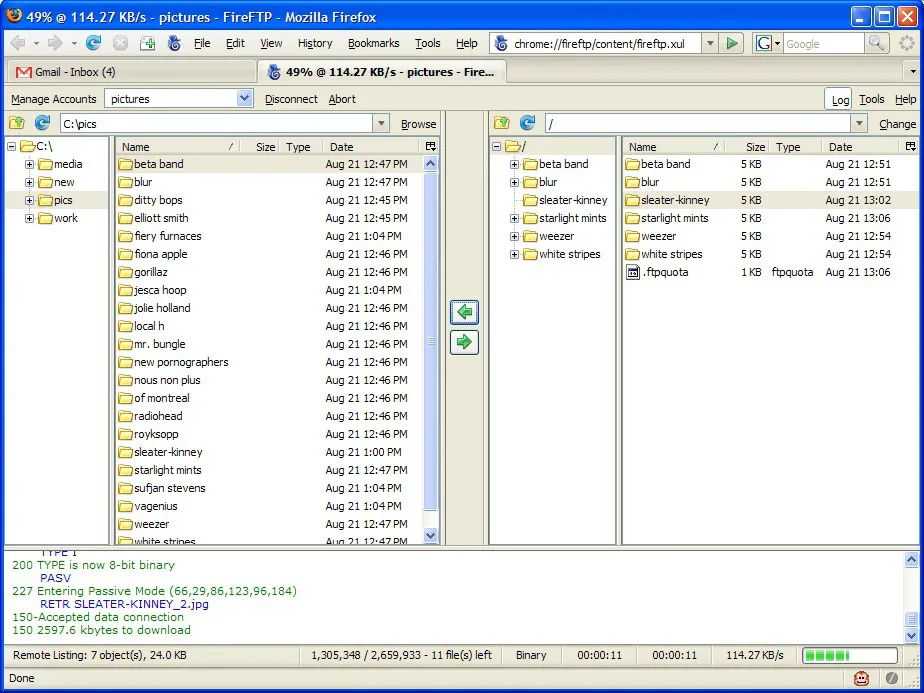 49% @ 114.27 KB/s - pictures - FireFTP - Mozilla Firefox
File Edit View History Bookmarks Tools Help chrome://fireftp/content/fireftp.xul G Google
Gmail - Inbox (4) 49% @ 114.27 KB/s - pictures - Fire...
Manage Accounts pictures Disconnect Abort Log Tools Help
C:\pics Browse / Change
C:\ Name Size Type Date / Name Size Type Date
media beta band Aug 21 12:47 PM beta band beta band 5 KB Aug 21 12:51
new blur Aug 21 12:47 PM blur blur 5 KB Aug 21 12:51
pics ditty bops Aug 21 12:45 PM sleater-kinney sleater-kinney 5 KB Aug 21 13:02
work elliott smith Aug 21 12:45 PM starlight mints starlight mints 5 KB Aug 21 13:06
fiery furnaces Aug 21 1:04 PM weezer weezer 5 KB Aug 21 12:54
fiona apple Aug 21 12:46 PM white stripes white stripes 5 KB Aug 21 12:54
gorillaz Aug 21 12:46 PM .ftpquota 1 KB ftpquota Aug 21 13:06
jesca hoop Aug 21 1:04 PM
jolie holland Aug 21 12:46 PM
local h Aug 21 12:46 PM
mr. bungle Aug 21 12:46 PM
new pornographers Aug 21 12:46 PM
nous non plus Aug 21 12:46 PM
of montreal Aug 21 12:46 PM
radiohead Aug 21 12:46 PM
royksopp Aug 21 12:46 PM
sleater-kinney Aug 21 1:00 PM
starlight mints Aug 21 12:47 PM
sufjan stevens Aug 21 1:04 PM
vagenius Aug 21 1:04 PM
weezer Aug 21 12:47 PM
white stripes Aug 21 12:47 PM
TYPE I
200 TYPE is now 8-bit binary
PASV
227 Entering Passive Mode (66,29,86,123,96,184)
RETR SLEATER-KINNEY_2.jpg
150-Accepted data connection
150 2597.6 kbytes to download
Remote Listing: 7 object(s), 24.0 KB 1,305,348 / 2,659,933 - 11 file(s) left Binary 00:00:11 00:00:11 114.27 KB/s
Done